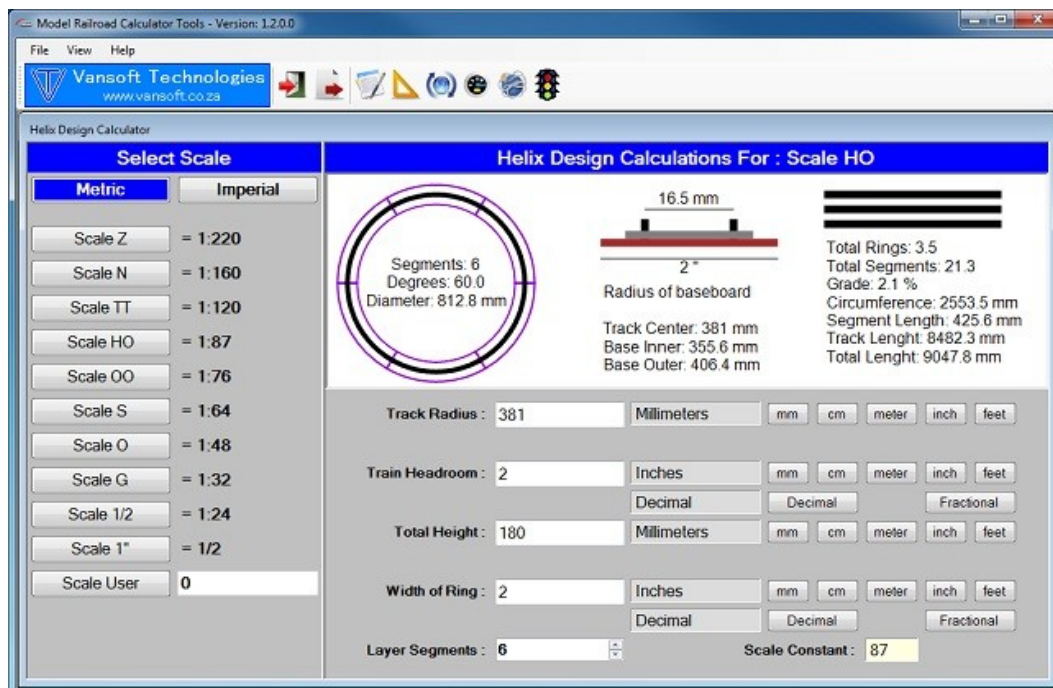 Model Railroad Calculator Tools - Version: 1.2.0.0
File View Help
Vansoft Technologies
www.vansoft.co.za
Helix Design Calculator
Select Scale
Helix Design Calculations For : Scale HO
Metric Imperial
Scale Z = 1:220
Scale N = 1:160
Scale TT = 1:120
Scale HO = 1:87
Scale OO = 1:76
Scale S = 1:64
Scale O = 1:48
Scale G = 1:32
Scale 1/2 = 1:24
Scale 1" = 1/2
Scale User 0
Segments: 6
Degrees: 60.0
Diameter: 812.8 mm
16.5 mm
2 "
Radius of baseboard
Track Center: 381 mm
Base Inner: 355.6 mm
Base Outer: 406.4 mm
Total Rings: 3.5
Total Segments: 21.3
Grade: 2.1 %
Circumference: 2553.5 mm
Segment Length: 425.6 mm
Track Lenght: 8482.3 mm
Total Lenght: 9047.8 mm
Track Radius : 381 Millimeters mm cm meter inch feet
Train Headroom : 2 Inches mm cm meter inch feet
Decimal Decimal Fractional
Total Height : 180 Millimeters mm cm meter inch feet
Width of Ring : 2 Inches mm cm meter inch feet
Decimal Decimal Fractional
Layer Segments : 6 Scale Constant : 87